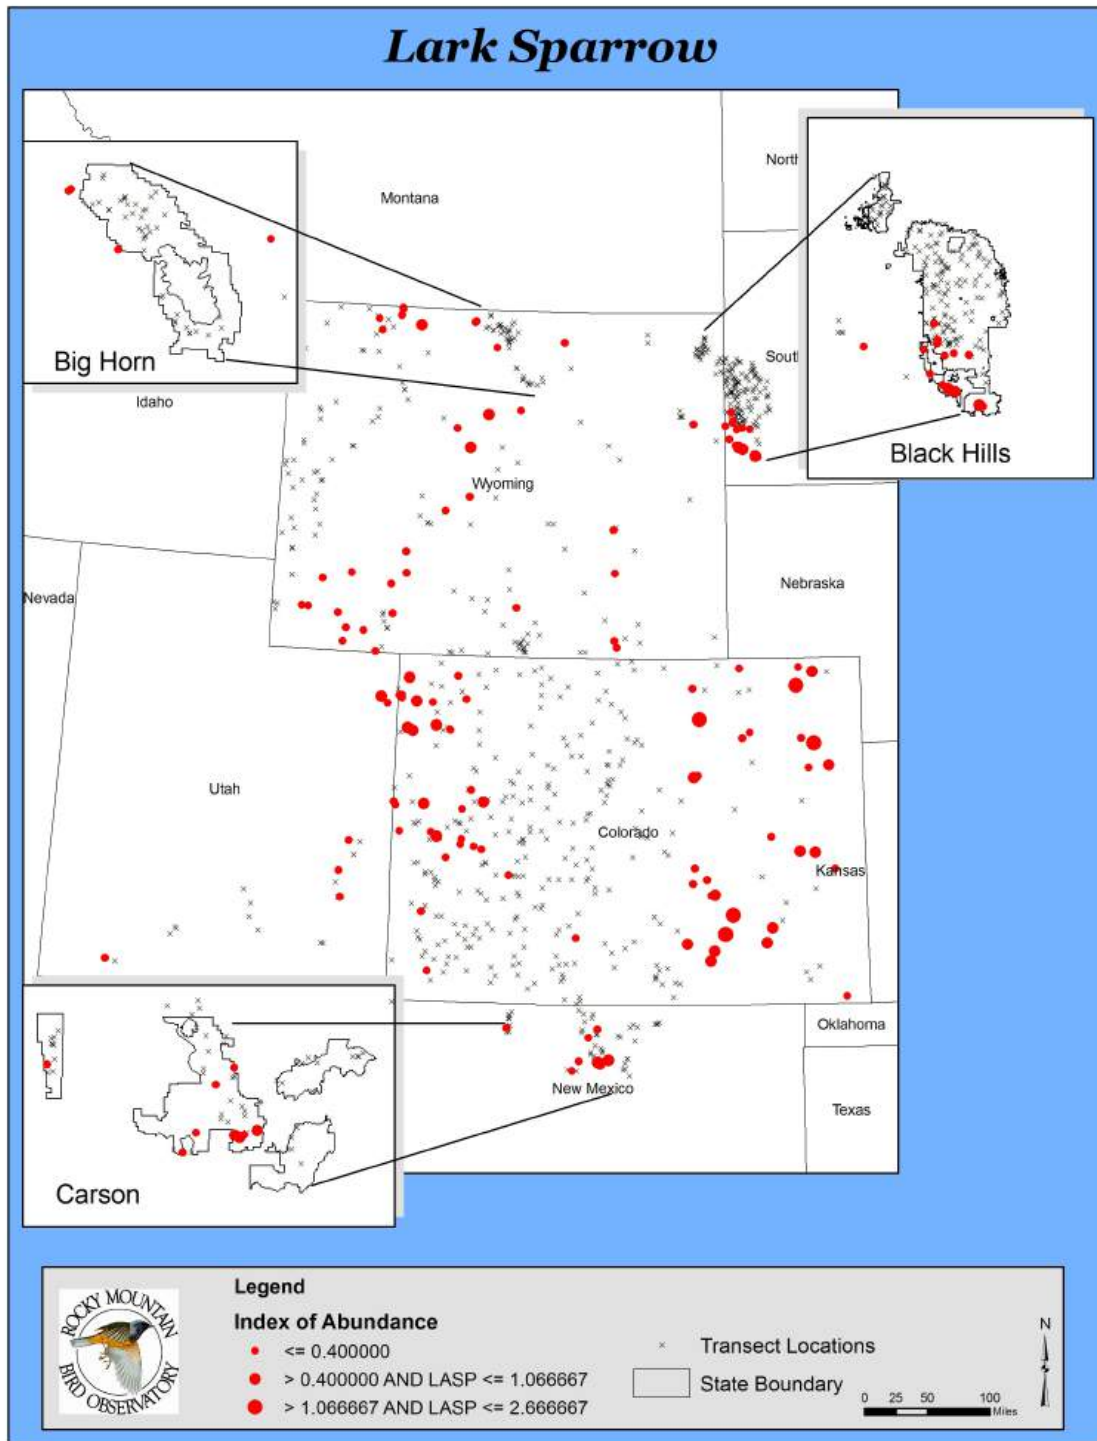 Lark Sparrow
Montana
North
Big Horn
Idaho
South
Black Hills
Wyoming
Nevada
Nebraska
Utah
Colorado
Kansas
Oklahoma
New Mexico
Texas
Carson
ROCKY MOUNTAIN
BIRD OBSERVATORY
Legend
Index of Abundance
<= 0.400000
> 0.400000 AND LASP <= 1.066667
> 1.066667 AND LASP <= 2.666667
Transect Locations
State Boundary
N
0 25 50 100
Miles